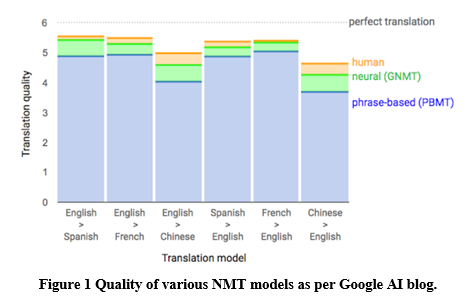 6
perfect translation
5
human
neural (GNMT)
4
phrase-based (PBMT)
3
2
1
0
Translation quality
English > Spanish
English > French
English > Chinese
Spanish > English
French > English
Chinese > English
Translation model
Figure 1 Quality of various NMT models as per Google AI blog.